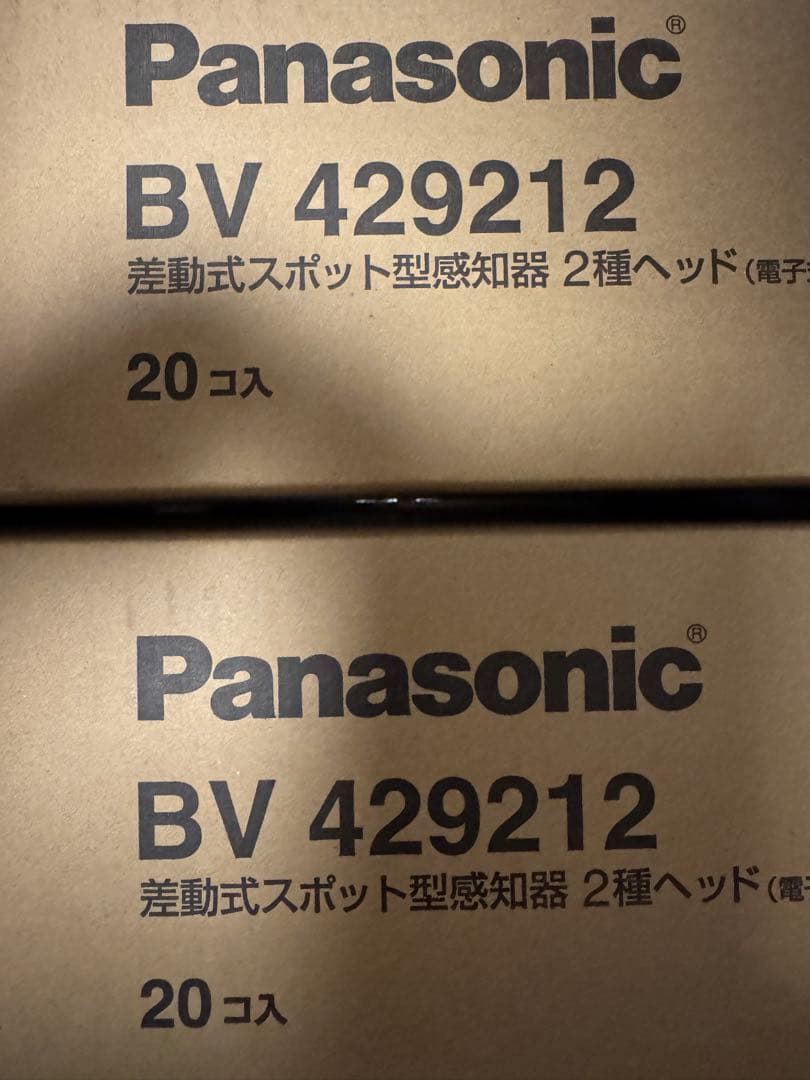 Panasonic®
BV 429212
差動式スポット型感知器 2種ヘッド(電子
20コ入
Panasonic®
BV 429212
差動式スポット型感知器 2種ヘッド(電
20コ入